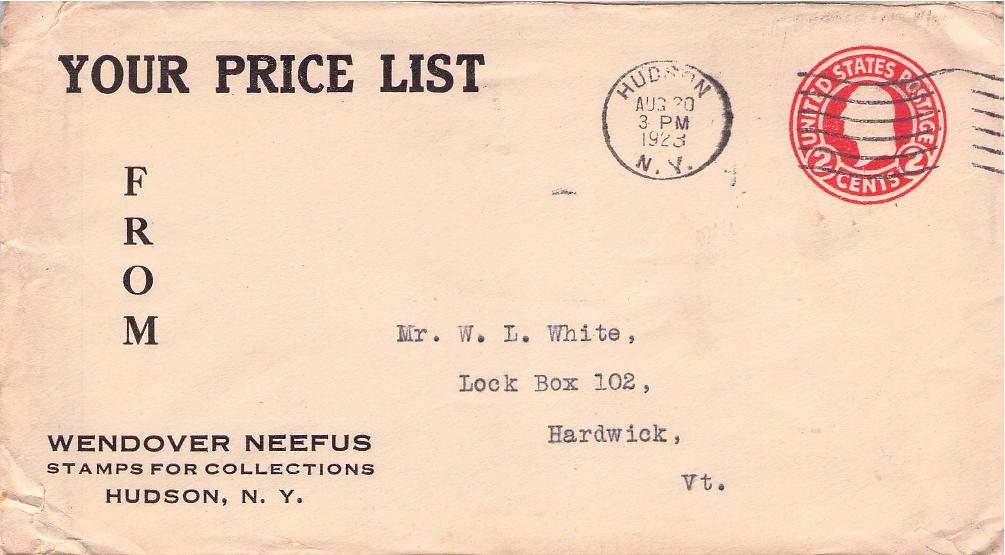 YOUR PRICE LIST
FROM
WENDOVER NEEFUS
STAMPS FOR COLLECTIONS
HUDSON, N. Y.
HUDSON
AUG 20
3 PM
1923
N. Y.
UNITED STATES POSTAGE
2 CENTS 2
Mr. W. L. White,
Lock Box 102,
Hardwick,
Vt.